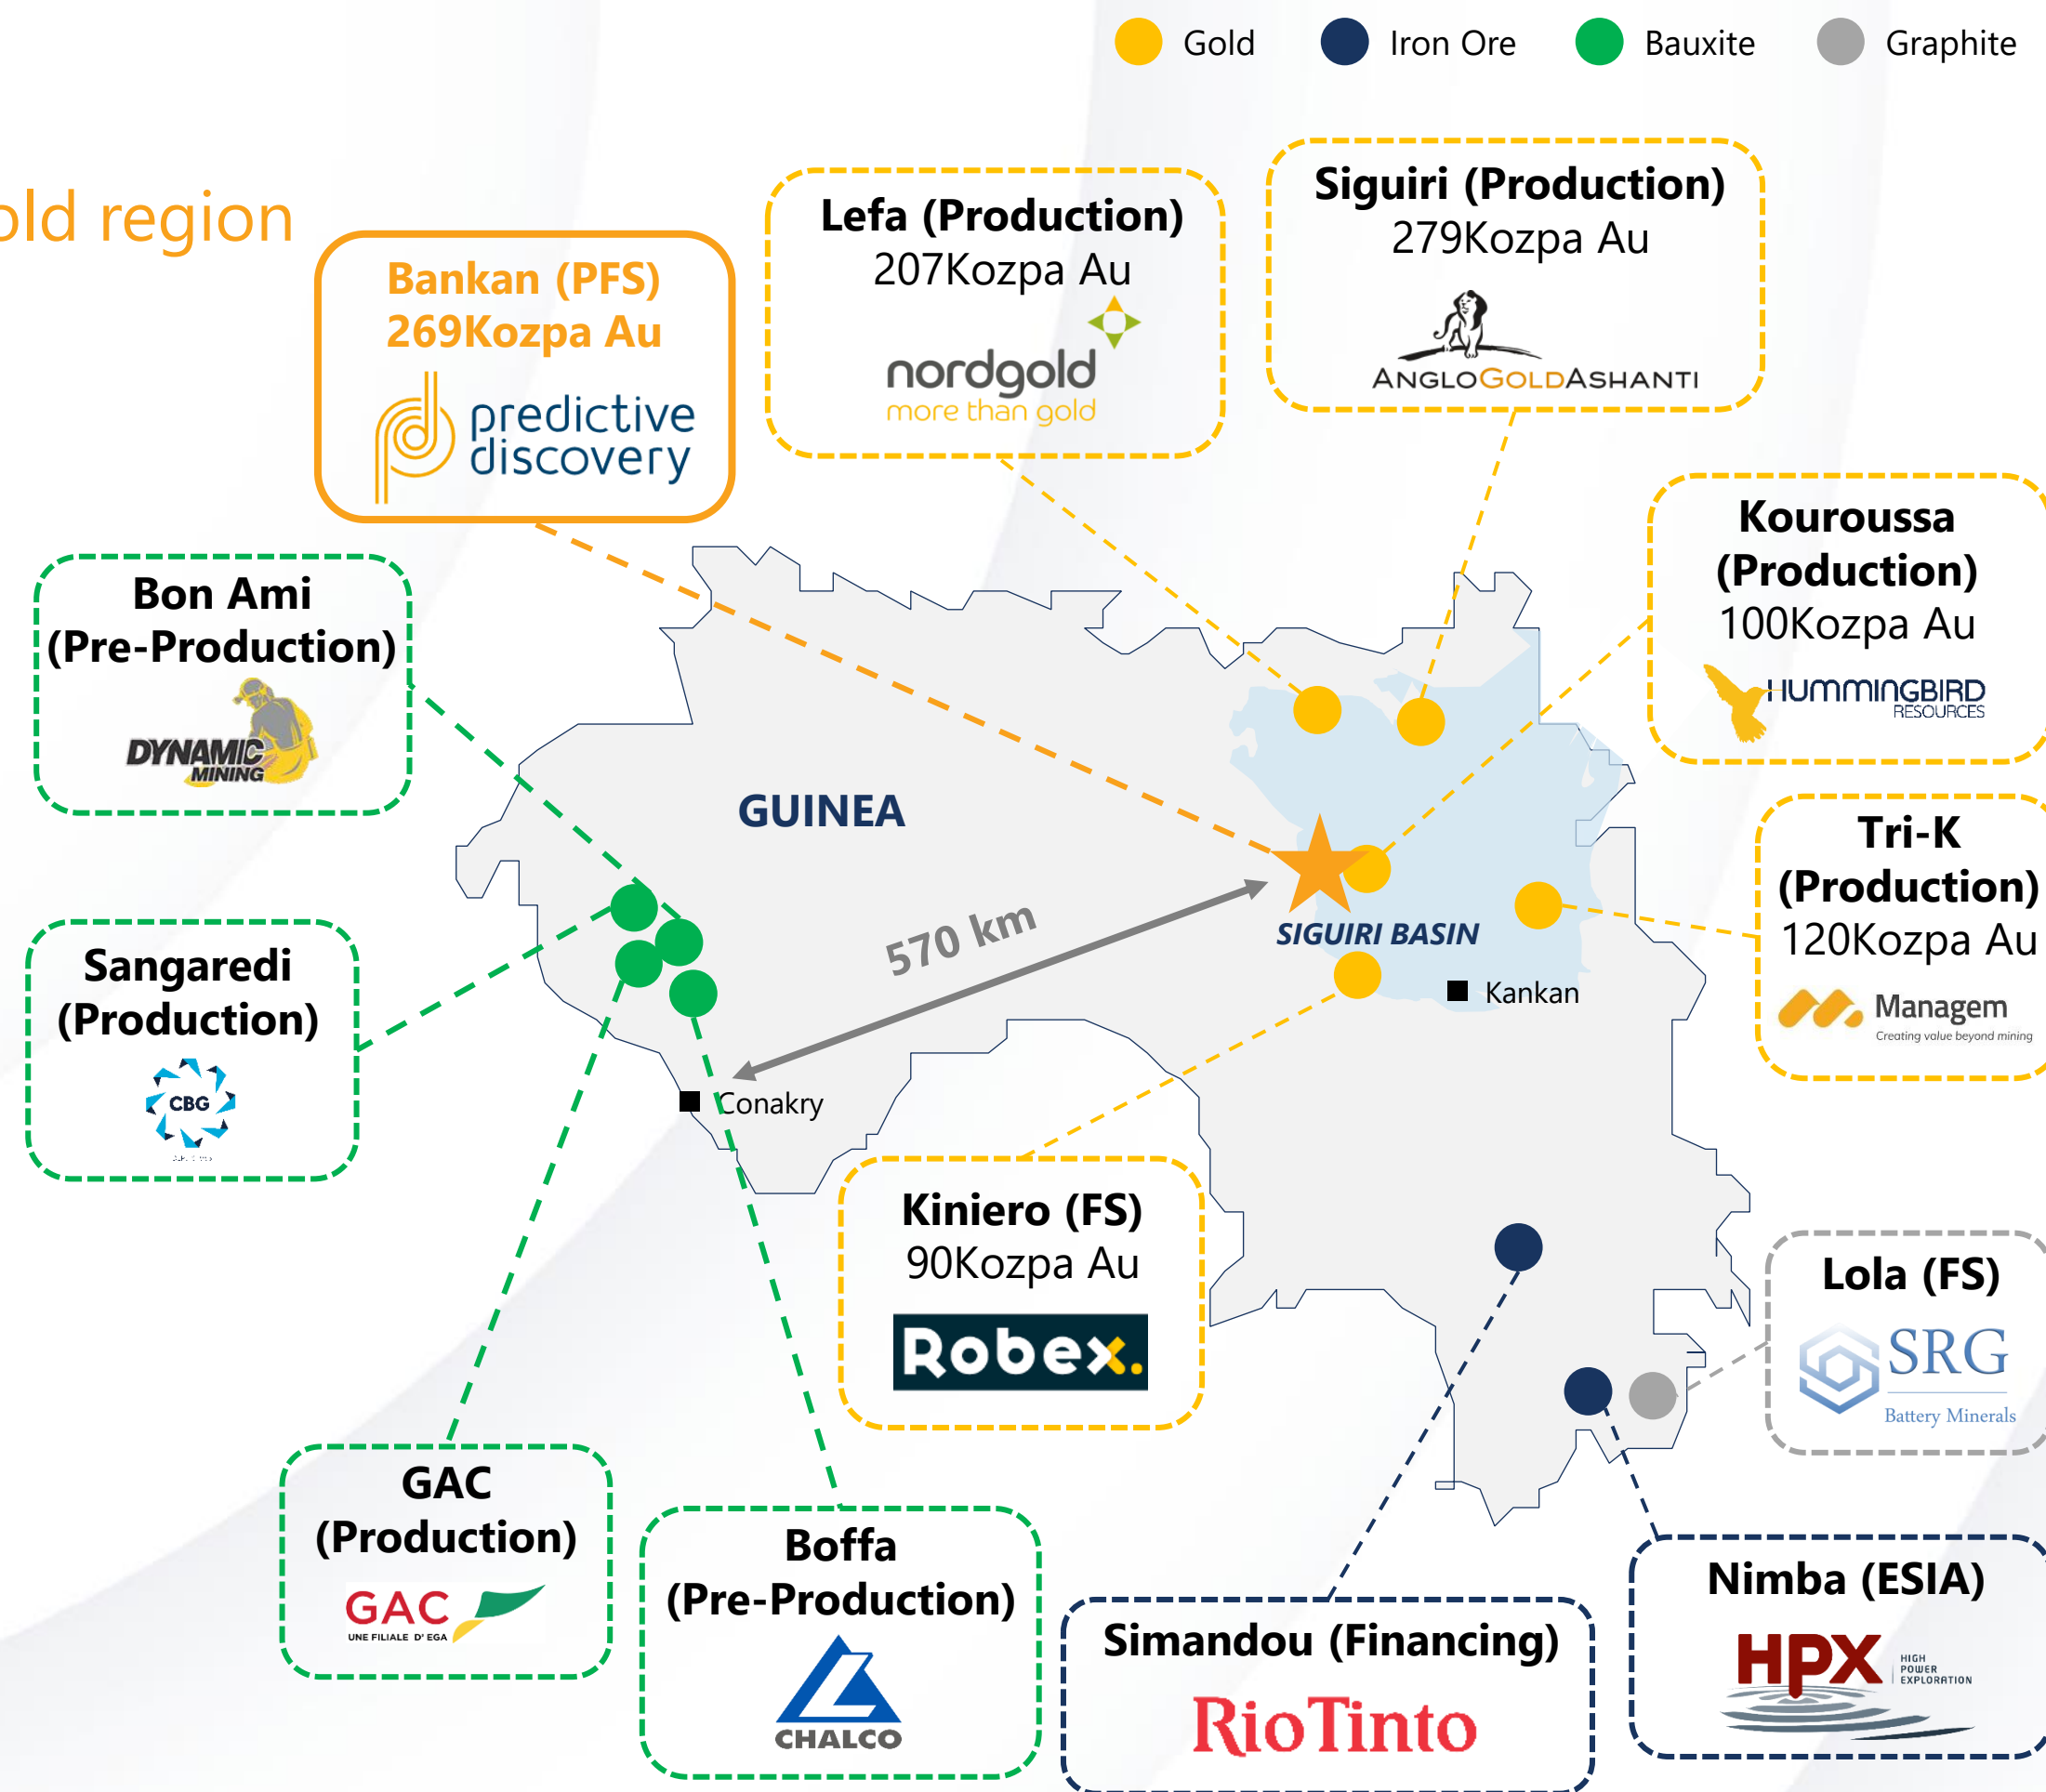 Gold
Iron Ore
Bauxite
Graphite
old region
Bankan (PFS)
269Kozpa Au
predictive
discovery
Lefa (Production)
207Kozpa Au
nordgold
more than gold
Siguiri (Production)
279Kozpa Au
ANGLOGOLDASHANTI
Kouroussa
(Production)
100Kozpa Au
HUMMINGBIRD
RESOURCES
Bon Ami
(Pre-Production)
DYNAMIC
MINING
GUINEA
Tri-K
(Production)
120Kozpa Au
Managem
Creating value beyond mining
Sangaredi
(Production)
CBG
570 km
SIGUIRI BASIN
Kankan
Conakry
Kiniero (FS)
90Kozpa Au
Robex.
Lola (FS)
SRG
Battery Minerals
GAC
(Production)
GAC
UNE FILIALE D'EGA
Boffa
(Pre-Production)
CHALCO
Simandou (Financing)
RioTinto
Nimba (ESIA)
HPX
HIGH
POWER
EXPLORATION